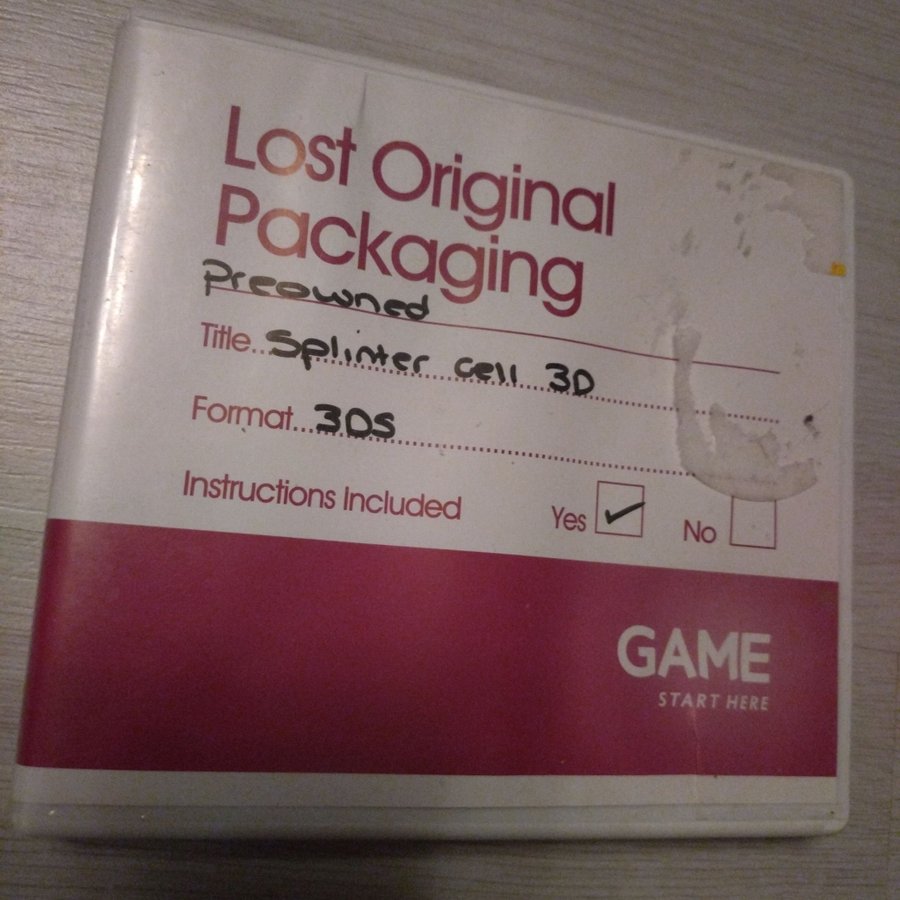 Lost Original
Packaging
Preowned
Title...Splinter Cell 3D
Format...3DS
Instructions Included Yes ✓ No
GAME
START HERE